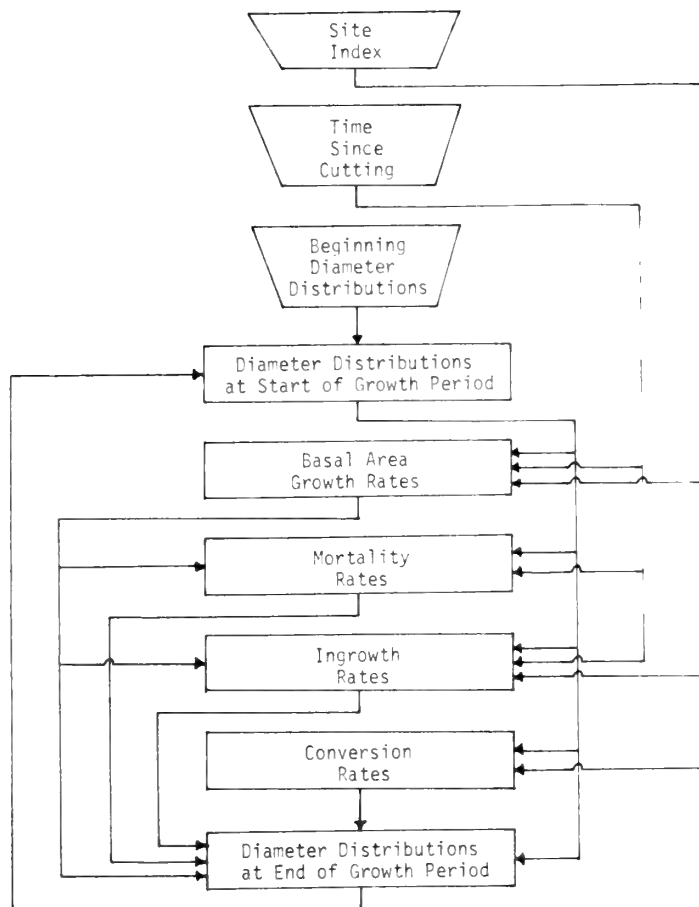 Site
Index
Time
Since
Cutting
Beginning
Diameter
Distributions
Diameter Distributions
at Start of Growth Period
Basal Area
Growth Rates
Mortality
Rates
Ingrowth
Rates
Conversion
Rates
Diameter Distributions
at End of Growth Period